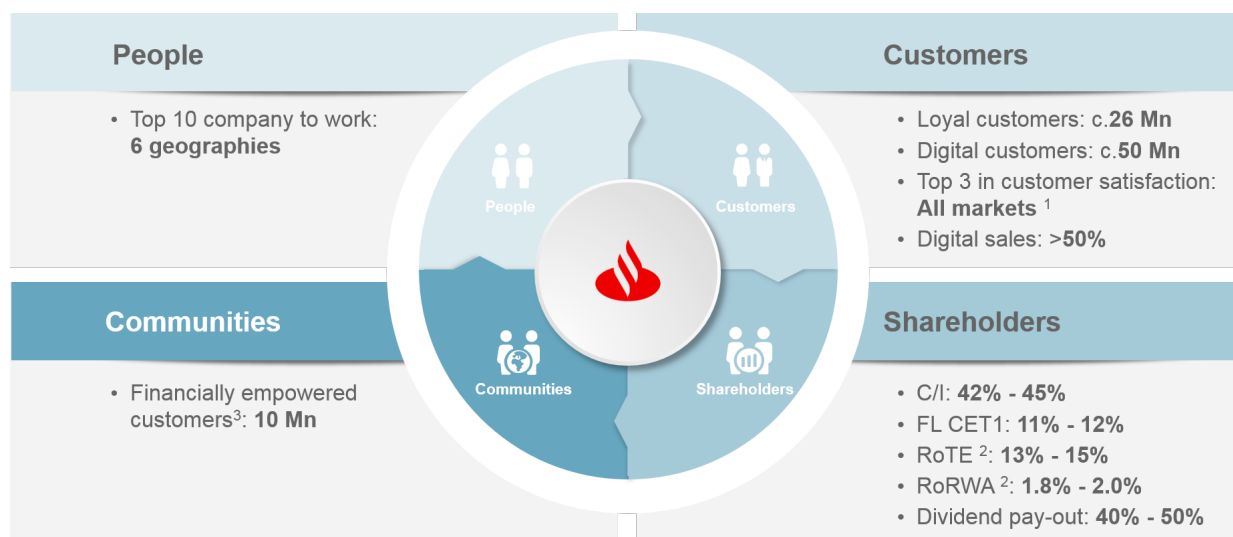 People
• Top 10 company to work:
6 geographies
Customers
• Loyal customers: c.26 Mn
• Digital customers: c.50 Mn
• Top 3 in customer satisfaction:
All markets ¹
• Digital sales: >50%
People
Customers
Communities
Shareholders
Communities
• Financially empowered
customers³: 10 Mn
Shareholders
• C/I: 42% - 45%
• FL CET1: 11% - 12%
• RoTE ²: 13% - 15%
• RoRWA ²: 1.8% - 2.0%
• Dividend pay-out: 40% - 50%